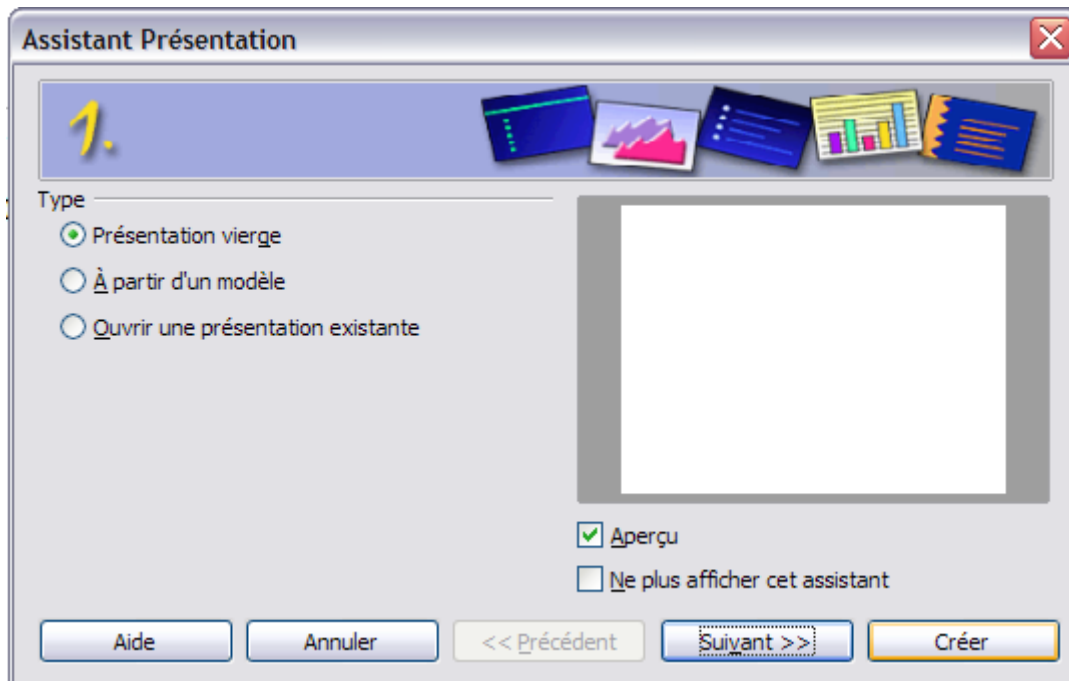 Assistant Présentation
1.
Type
Présentation vierge
À partir d'un modèle
Ouvrir une présentation existante
Aperçu
Ne plus afficher cet assistant
Aide
Annuler
<< Précédent
Suivant >>
Créer